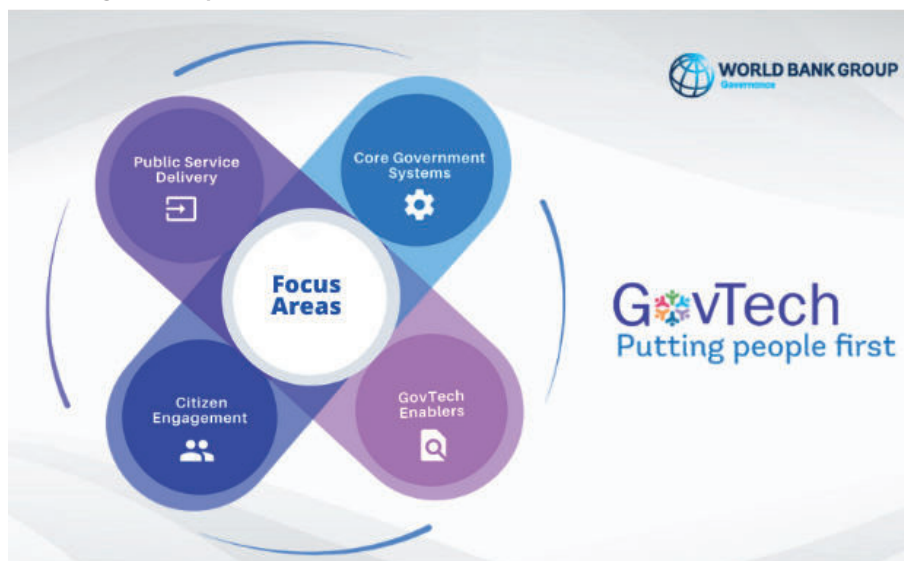 WORLD BANK GROUP
Governance
Public Service
Delivery
Core Government
Systems
Focus
Areas
GovTech
Putting people first
Citizen
Engagement
GovTech
Enablers